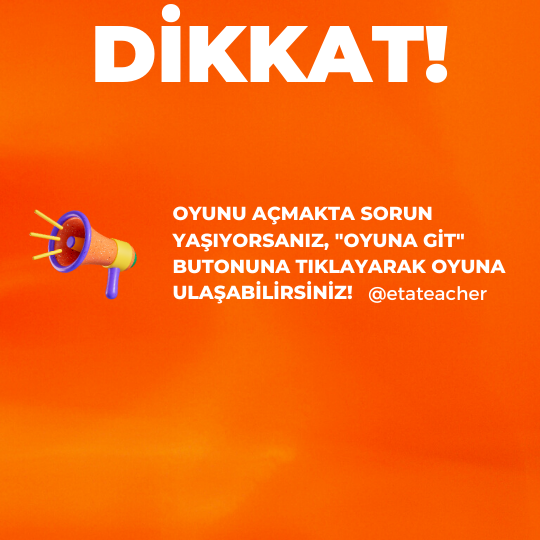 DİKKAT!
OYUNU AÇMAKTA SORUN
YAŞIYORSANIZ, "OYUNA GİT"
BUTONUNA TIKLAYARAK OYUNA
ULAŞABİLİRSİNİZ! @etateacher